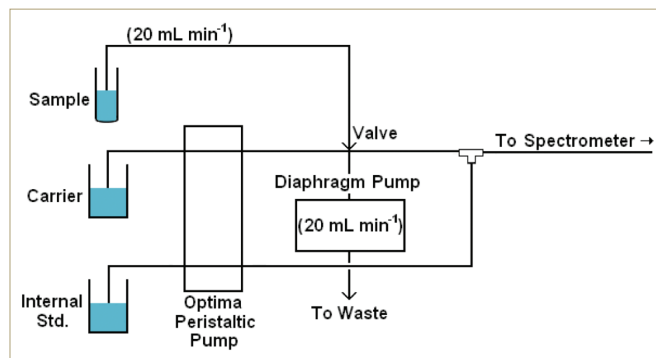 (20 mL min⁻¹)
Sample
Valve
To Spectrometer →
Carrier
Diaphragm Pump
(20 mL min⁻¹)
Internal
Std.
Optima
Peristaltic
Pump
To Waste